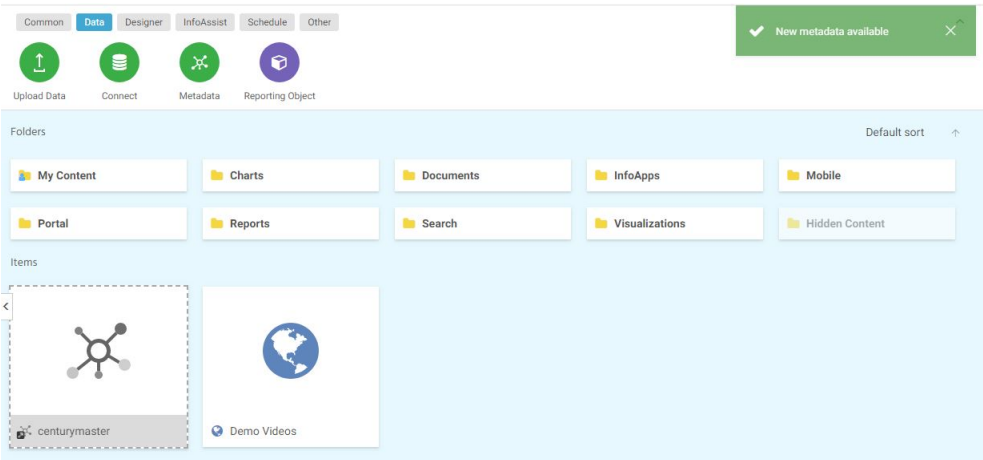 Common Data Designer InfoAssist Schedule Other
New metadata available
Upload Data Connect Metadata Reporting Object
Folders Default sort
My Content Charts Documents InfoApps Mobile
Portal Reports Search Visualizations Hidden Content
Items
centurymaster Demo Videos